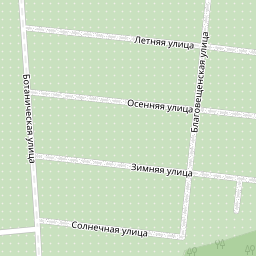 Летняя улица
Благовещенская улица
Осенняя улица
Ботаническая улица
Зимняя улица
Солнечная улица